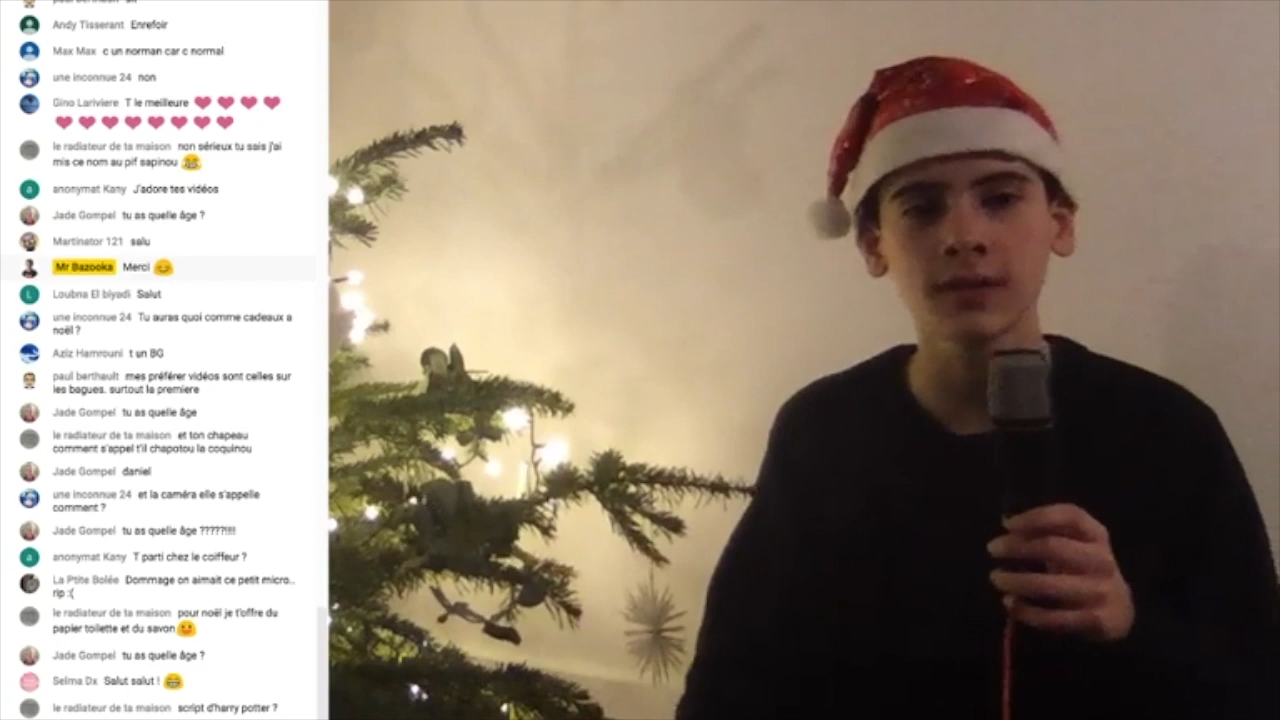 Andy Tisserant Enrefoir
Max Max c un norman car c normal
une inconnue 24 non
Gino Lariviere T le meilleure
le radiateur de ta maison non sérieux tu sais j'ai
mis ce nom au pif sapinou
anonymat Kany J'adore tes vidéos
Jade Gompel tu as quelle âge ?
Martinator 121 salu
Mr Bazooka Merci
Loubna El biyadi Salut
une inconnue 24 Tu auras quoi comme cadeaux a
noël ?
Aziz Hamrouni t un BG
paul berthault mes préférer vidéos sont celles sur
les bagues. surtout la premiere
Jade Gompel tu as quelle âge
le radiateur de ta maison et ton chapeau
comment s'appel t'il chapotou la coquinou
Jade Gompel daniel
une inconnue 24 et la caméra elle s'appelle
comment ?
Jade Gompel tu as quelle âge ?????!!!!
anonymat Kany T parti chez le coiffeur ?
La Ptite Bolée Dommage on aimait ce petit micro..
rip :(
le radiateur de ta maison pour noël je t'offre du
papier toilette et du savon
Jade Gompel tu as quelle âge ?
Selma Dx Salut salut !
le radiateur de ta maison script d'harry potter ?